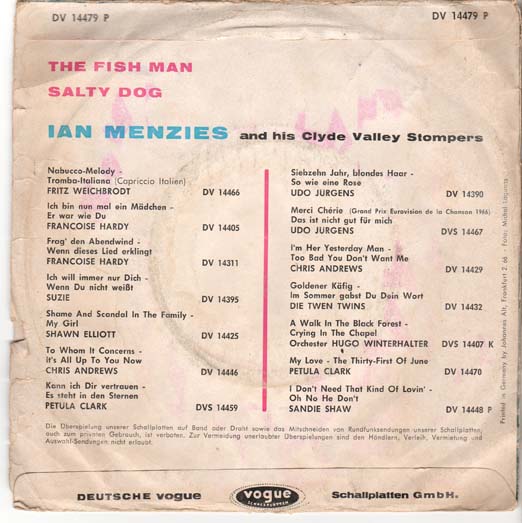 DV 14479 P
DV 14479 P
THE FISH MAN
SALTY DOG
IAN MENZIES and his Clyde Valley Stompers
Nabucco-Melody -
Tromba-Italiana (Capriccio Italien)
FRITZ WEICHBRODT DV 14466
Ich bin nun mal ein Mädchen -
Er war wie Du
FRANCOISE HARDY DV 14405
Frag' den Abendwind -
Wenn dieses Lied erklingt
FRANCOISE HARDY DV 14311
Ich will immer nur Dich -
Wenn Du nicht weißt
SUZIE DV 14395
Shame And Scandal In The Family -
My Girl
SHAWN ELLIOTT DV 14425
To Whom It Concerns -
It's All Up To You Now
CHRIS ANDREWS DV 14446
Kann ich Dir vertrauen -
Es steht in den Sternen
PETULA CLARK DVS 14459
Siebzehn Jahr, blondes Haar -
So wie eine Rose
UDO JURGENS DV 14390
Merci Chérie (Grand Prix Eurovision de la Chanson 1966)
Das ist nicht gut für mich
UDO JURGENS DVS 14467
I'm Her Yesterday Man -
Too Bad You Don't Want Me
CHRIS ANDREWS DV 14429
Goldener Käfig -
Im Sommer gabst Du Dein Wort
DIE TWEN TWINS DV 14432
A Walk In The Black Forest -
Crying In The Chapel
Orchester HUGO WINTERHALTER DVS 14407 K
My Love - The Thirty-First Of June
PETULA CLARK DV 14470
I Don't Need That Kind Of Lovin' -
Oh No He Don't
SANDIE SHAW DV 14448 P
Die Überspielung unserer Schallplatten auf Band oder Draht sowie das Mitschneiden von Rundfunksendungen unserer Schallplatten,
auch zum privaten Gebrauch, ist verboten. Zur Vermeidung unerlaubter Überspielungen sind den Händlern, Verleih, Vermietung und
Auswahl-Sendungen nicht erlaubt.
Printed in Germany by Johannes Alt, Frankfurt 2.66 - Foto: Michel
DEUTSCHE vogue
vogue
SCHALLPLATTEN
Schallplatten GmbH.